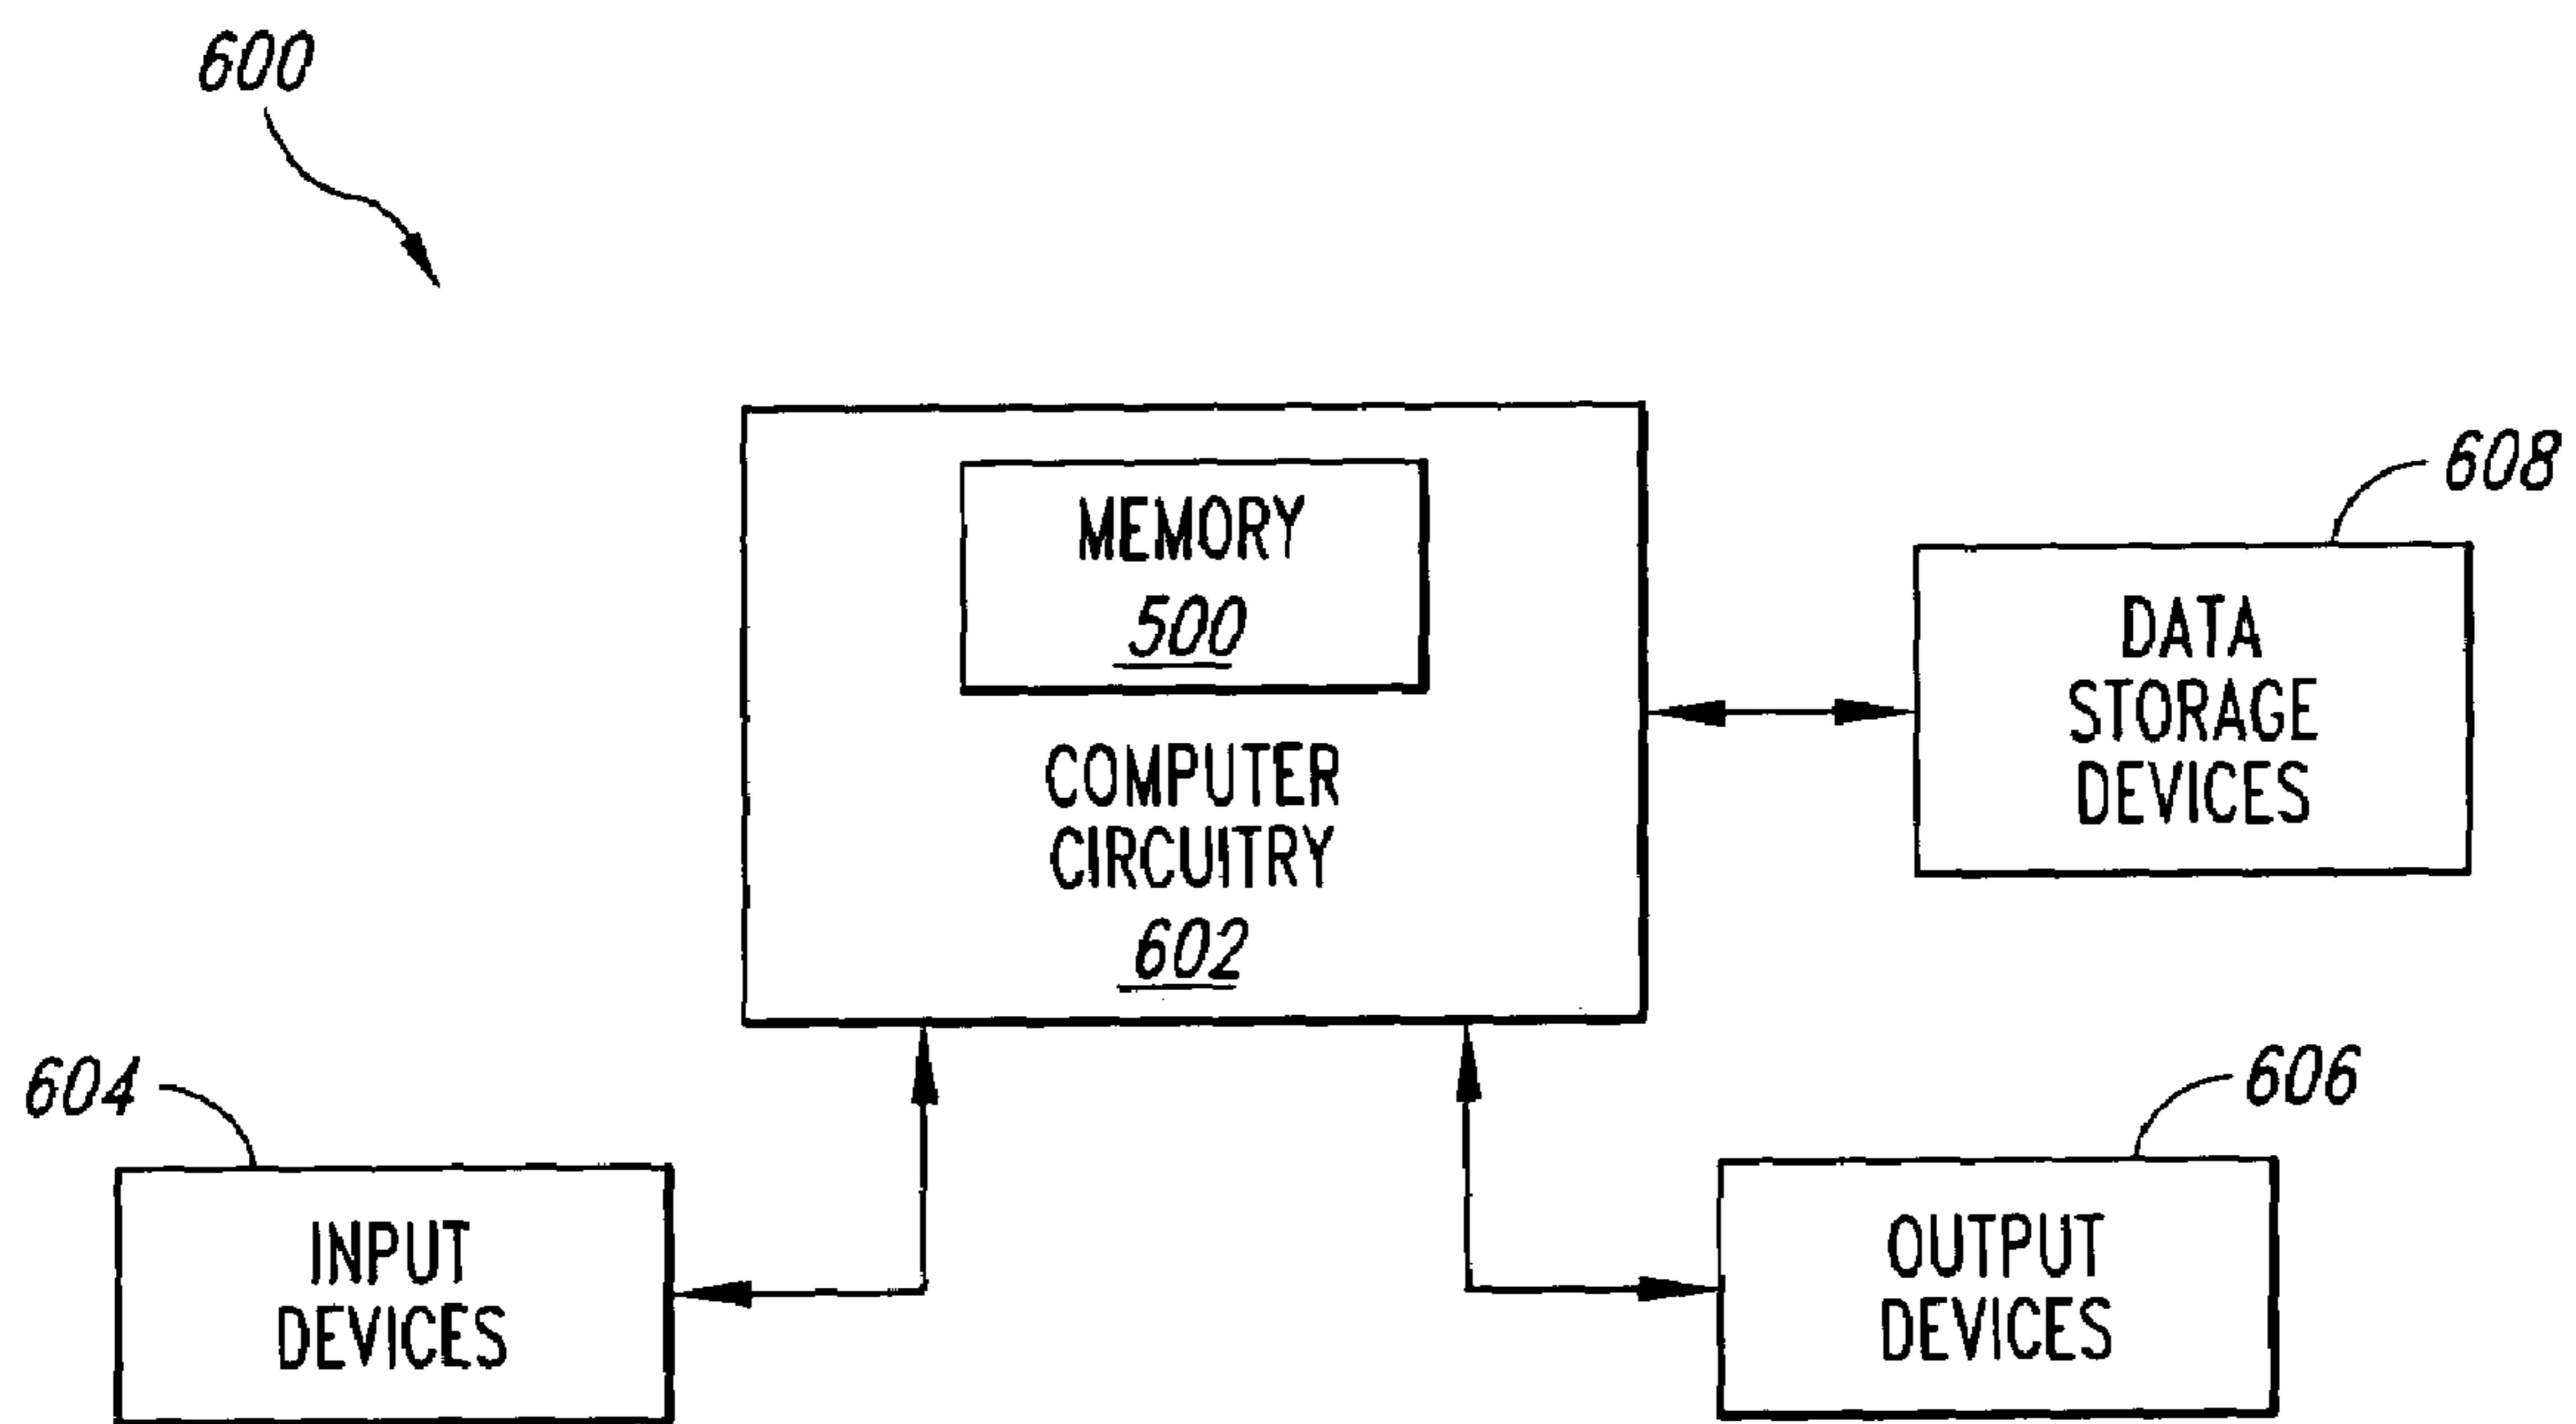 600
MEMORY
500
COMPUTER
CIRCUITRY
602
608
DATA
STORAGE
DEVICES
604
INPUT
DEVICES
606
OUTPUT
DEVICES